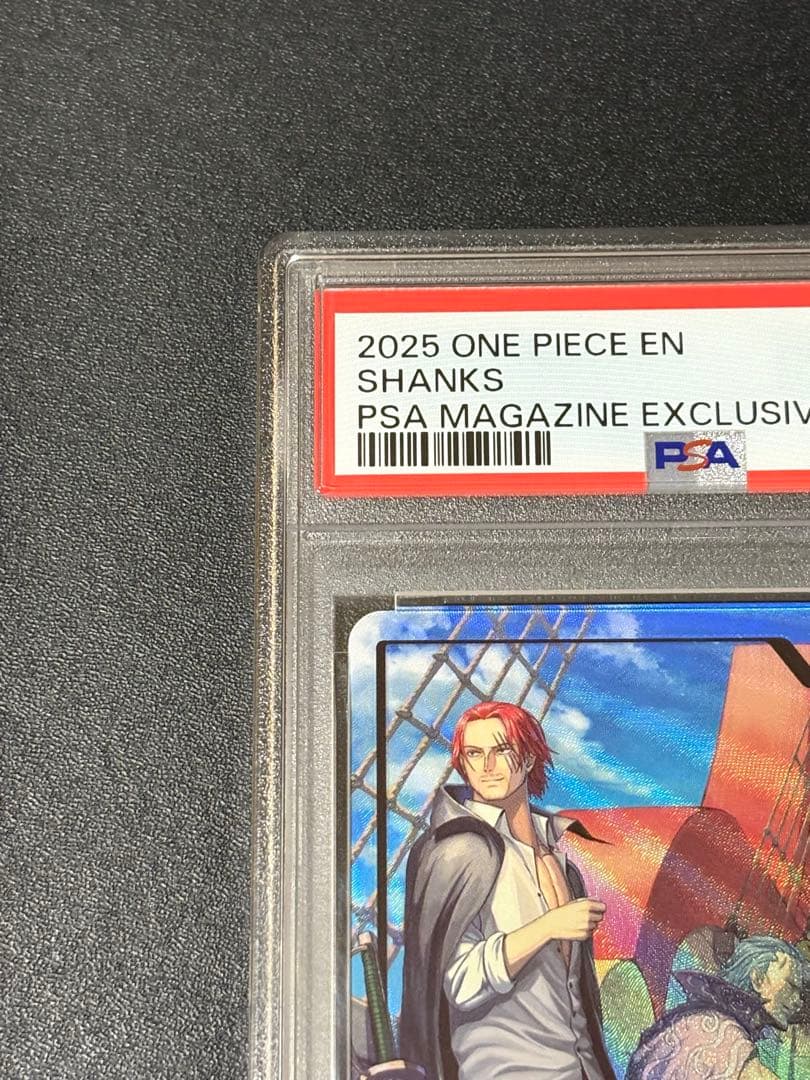 2025 ONE PIECE EN
SHANKS
PSA MAGAZINE EXCLUSIV
PSA